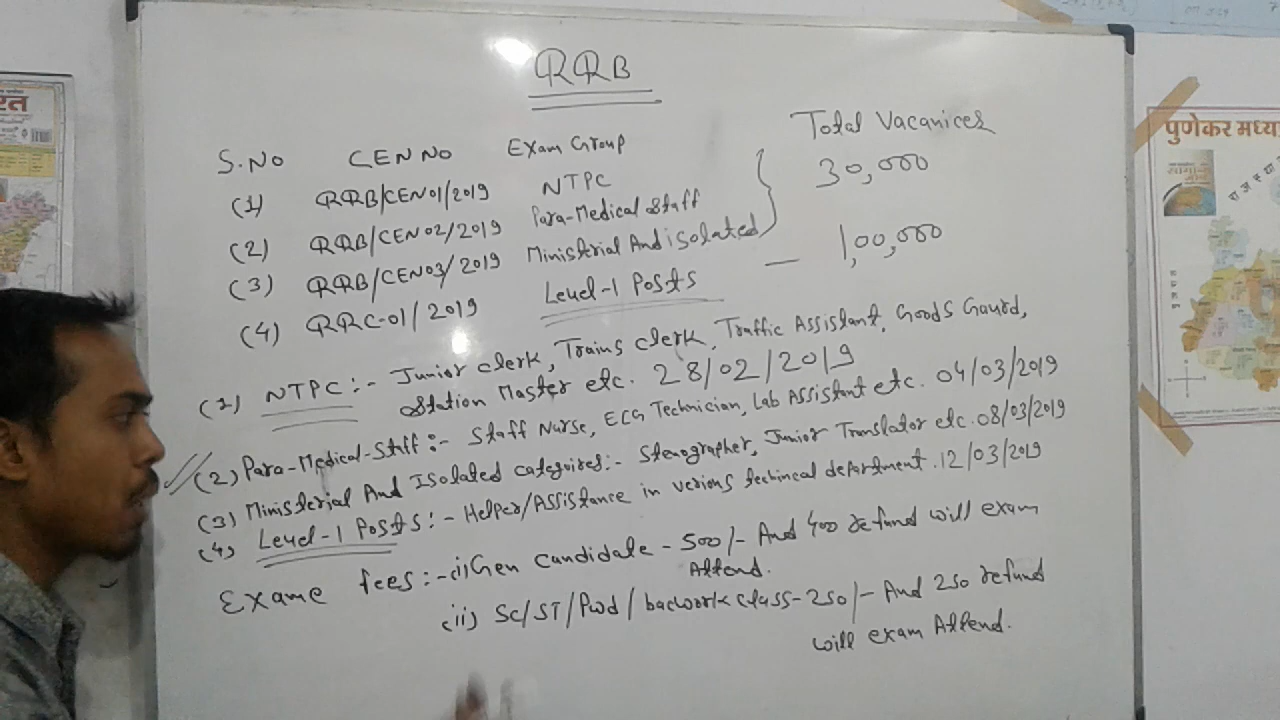 RRB
S.No CEN NO Exam Group Total Vacanices
(1) RRB/CEN01/2019 NTPC 30,000
(2) RRB/CEN02/2019 Para-Medical Staff
(3) RRB/CEN03/2019 Ministerial And isolated
(4) RRC-01/2019 Level-1 Posts — 1,00,000
(1) NTPC:- Junior clerk, Trains clerk, Traffic Assistant, Goods Gaurd,
Station Master etc. 28/02/2019
(2) Para-Medical-Staff:- Staff Nurse, ECG Technician, Lab Assistant etc. 04/03/2019
(3) Ministerial And Isolated categoires:- Stenographer, Junior Translator etc. 08/03/2019
(4) Level-1 Posts:- Helper/Assistance in verions techincal department. 12/03/2019
Exame fees:- (i) Gen candidate - 500/- And 400 refund will exam
Attend.
(ii) SC/ST/Pwd/backwork class-250/- And 250 refund
will exam Attend.
पुणेकर मध्य